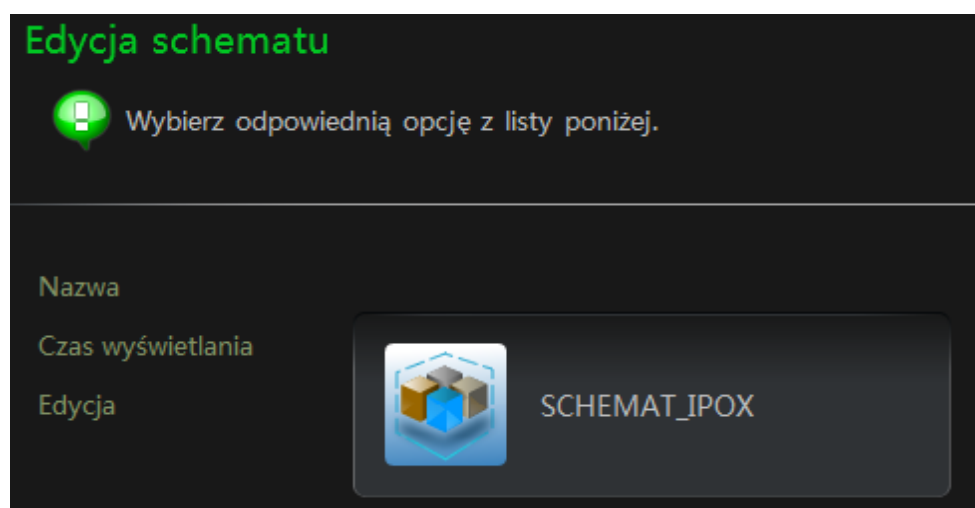 Edycja schematu
Wybierz odpowiednią opcję z listy poniżej.
Nazwa
Czas wyświetlania
Edycja
SCHEMAT_IPOX